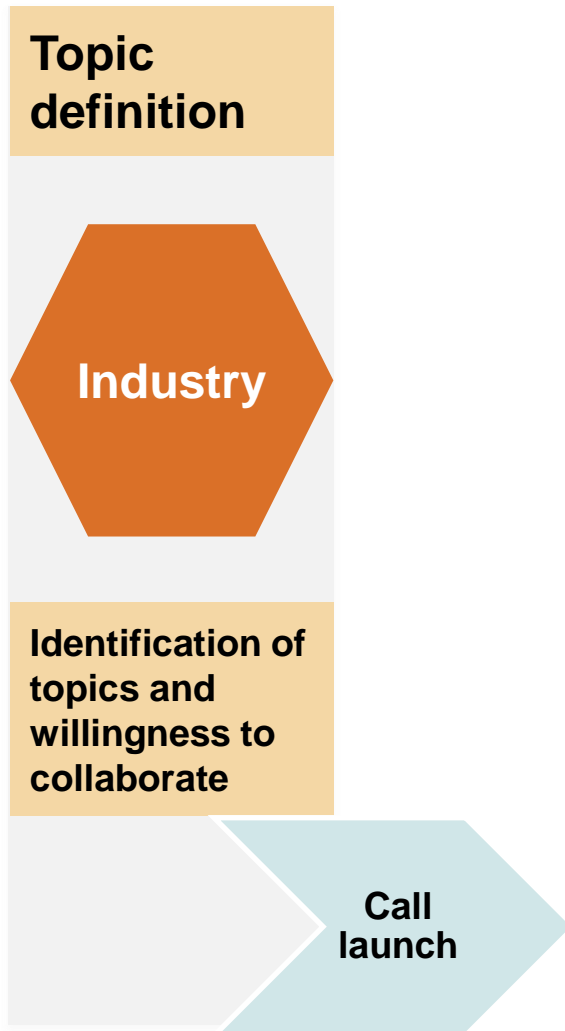 Topic
definition
Industry
Identification of
topics and
willingness to
collaborate
Call
launch